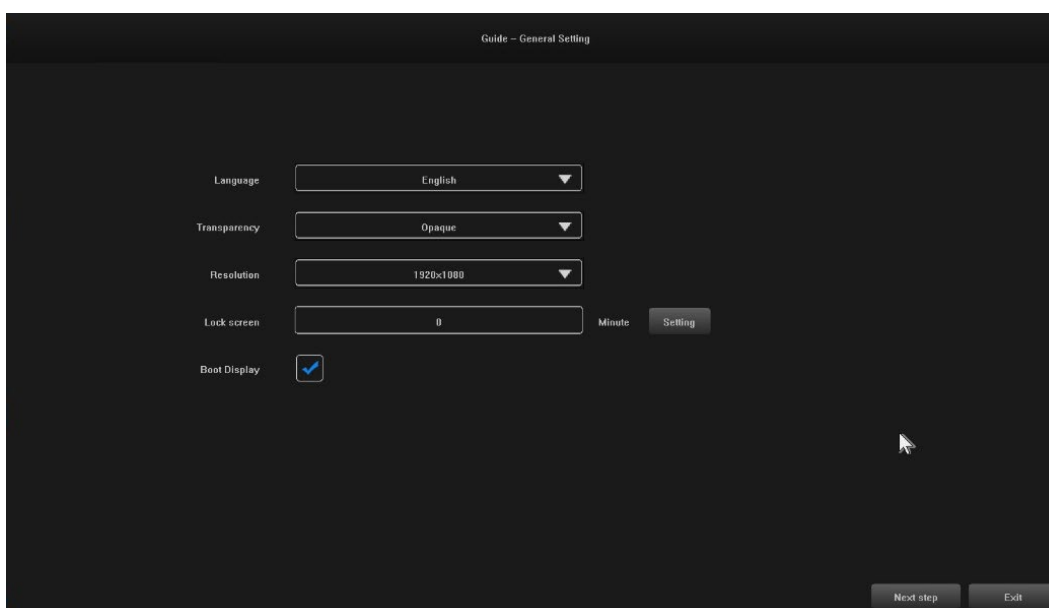 Guide – General Setting
Language English
Transparency Opaque
Resolution 1920x1080
Lock screen 0 Minute Setting
Boot Display
Next step Exit